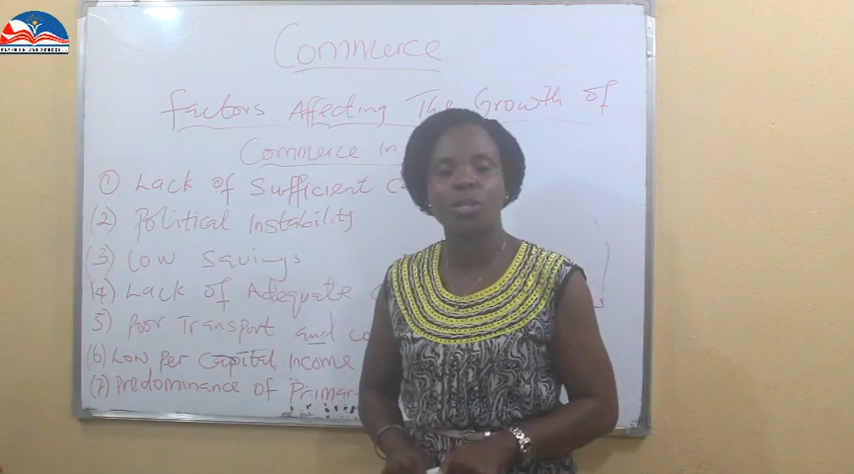 Commerce
Factors Affecting The Growth of
Commerce in
(1) Lack of Sufficient
(2) Political Instability
(3) Low Savings
(4) Lack of Adequate
5) Poor Transport and
(6) Low Per Capital Income
(7) Predominance of Primar